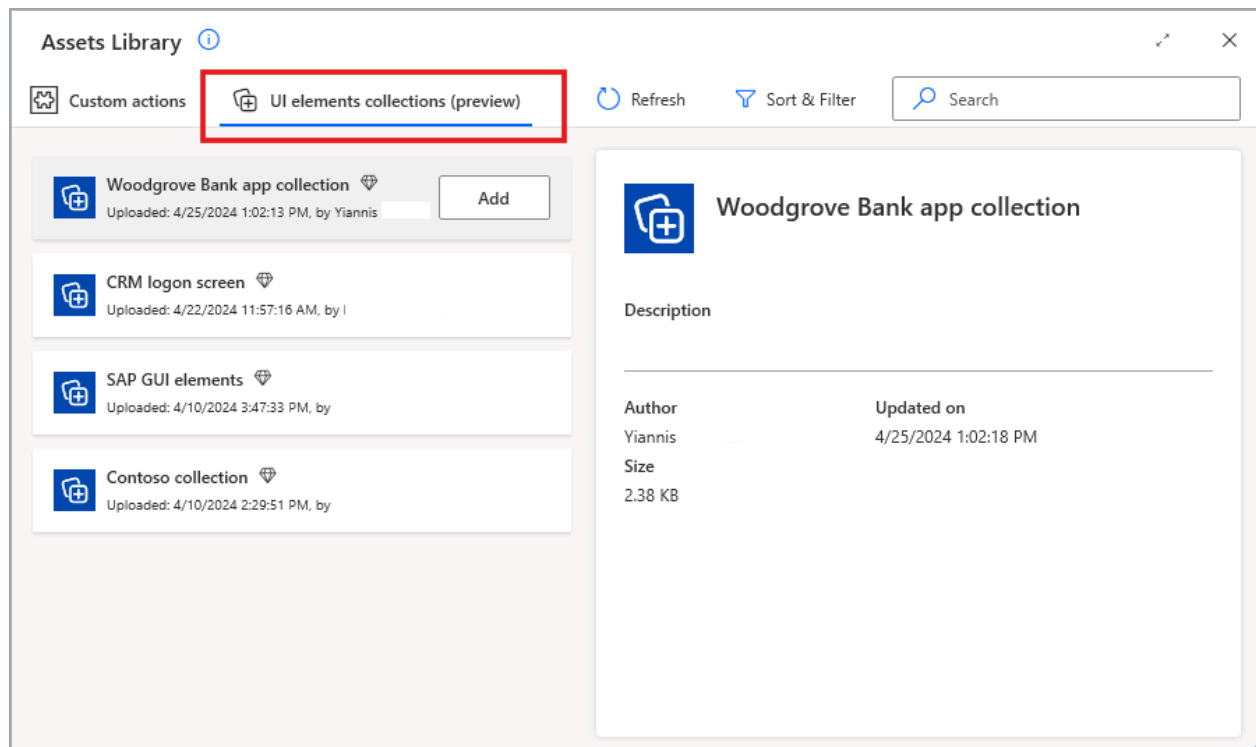 Assets Library
Custom actions
UI elements collections (preview)
Refresh
Sort & Filter
Search
Woodgrove Bank app collection
Uploaded: 4/25/2024 1:02:13 PM, by Yiannis
Add
CRM logon screen
Uploaded: 4/22/2024 11:57:16 AM, by
SAP GUI elements
Uploaded: 4/10/2024 3:47:33 PM, by
Contoso collection
Uploaded: 4/10/2024 2:29:51 PM, by
Woodgrove Bank app collection
Description
Author
Updated on
Yiannis
4/25/2024 1:02:18 PM
Size
2.38 KB